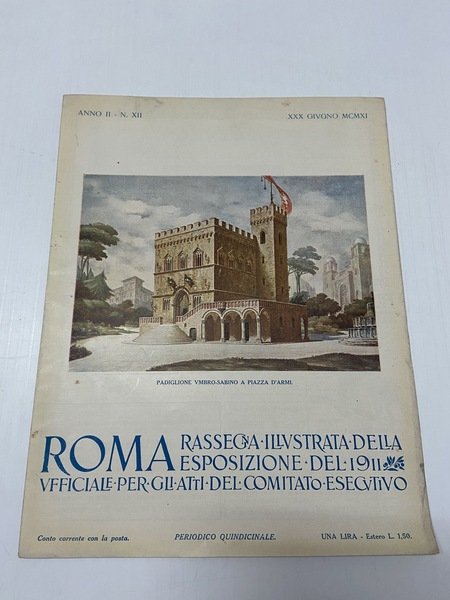 ANNO II - N. XII
XXX GIVGNO MCMXI
PADIGLIONE VMBRO-SABINO A PIAZZA D'ARMI.
ROMA RASSEGNA·ILLVSTRATA·DELLA
ESPOSIZIONE·DEL·1911
VFFICIALE·PER·GLI·ATTI·DEL·COMITATO·ESECVTIVO
Conto corrente con la posta.
PERIODICO QUINDICINALE.
UNA LIRA - Estero L. 1,50.